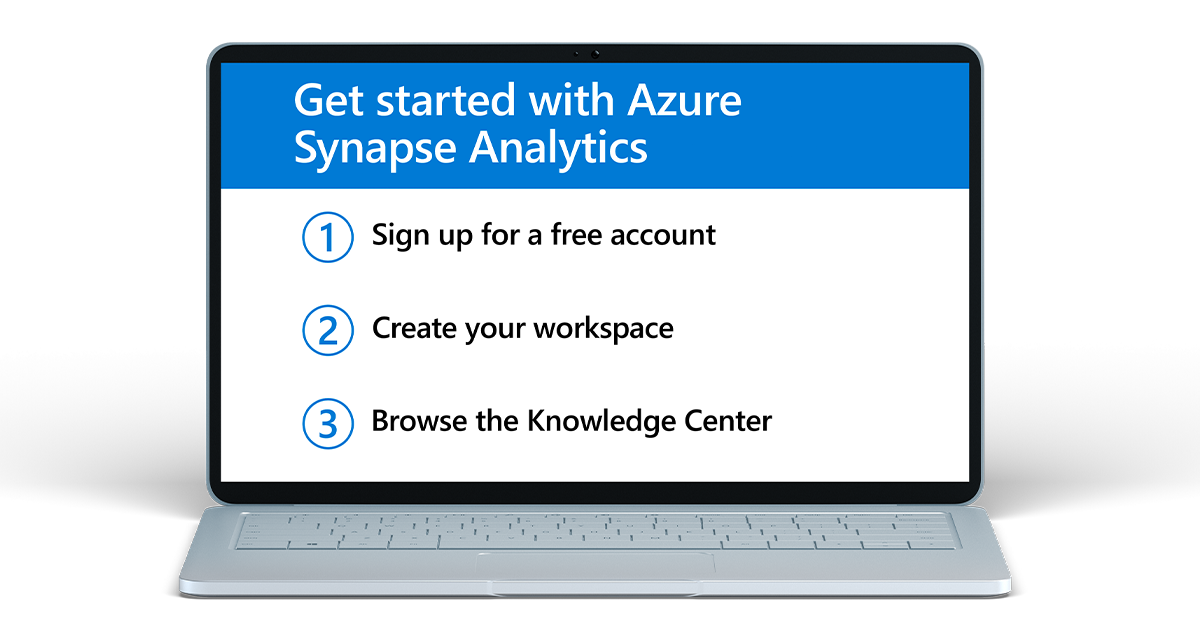 Get started with Azure
Synapse Analytics
1 Sign up for a free account
2 Create your workspace
3 Browse the Knowledge Center